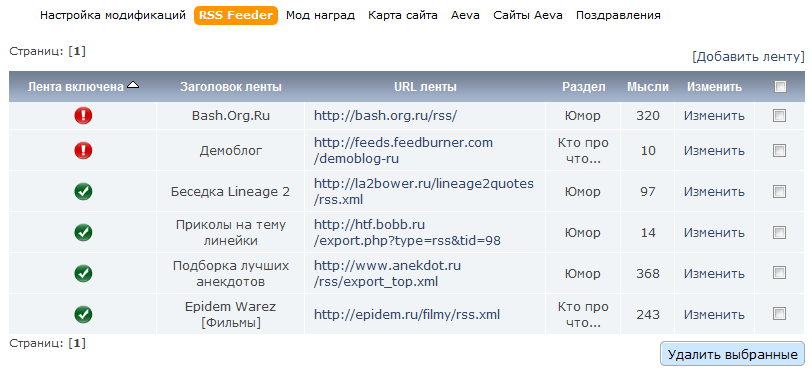 Настройка модификаций RSS Feeder Мод наград Карта сайта Aeva Сайты Aeva Поздравления
Страниц: [1]
[Добавить ленту]
Лента включена Заголовок ленты URL ленты Раздел Мысли Изменить
Bash.Org.Ru http://bash.org.ru/rss/ Юмор 320 Изменить
Демоблог http://feeds.feedburner.com Кто про 10 Изменить
/demoblog-ru что...
Беседка Lineage 2 http://la2bower.ru/lineage2quotes Юмор 97 Изменить
/rss.xml
Приколы на тему http://htf.bobb.ru Юмор 14 Изменить
линейки /export.php?type=rss&tid=98
Подборка лучших http://www.anekdot.ru Юмор 368 Изменить
анекдотов /rss/export_top.xml
Epidem Warez http://epidem.ru/filmy/rss.xml Кто про 243 Изменить
[Фильмы] что...
Страниц: [1]
Удалить выбранные